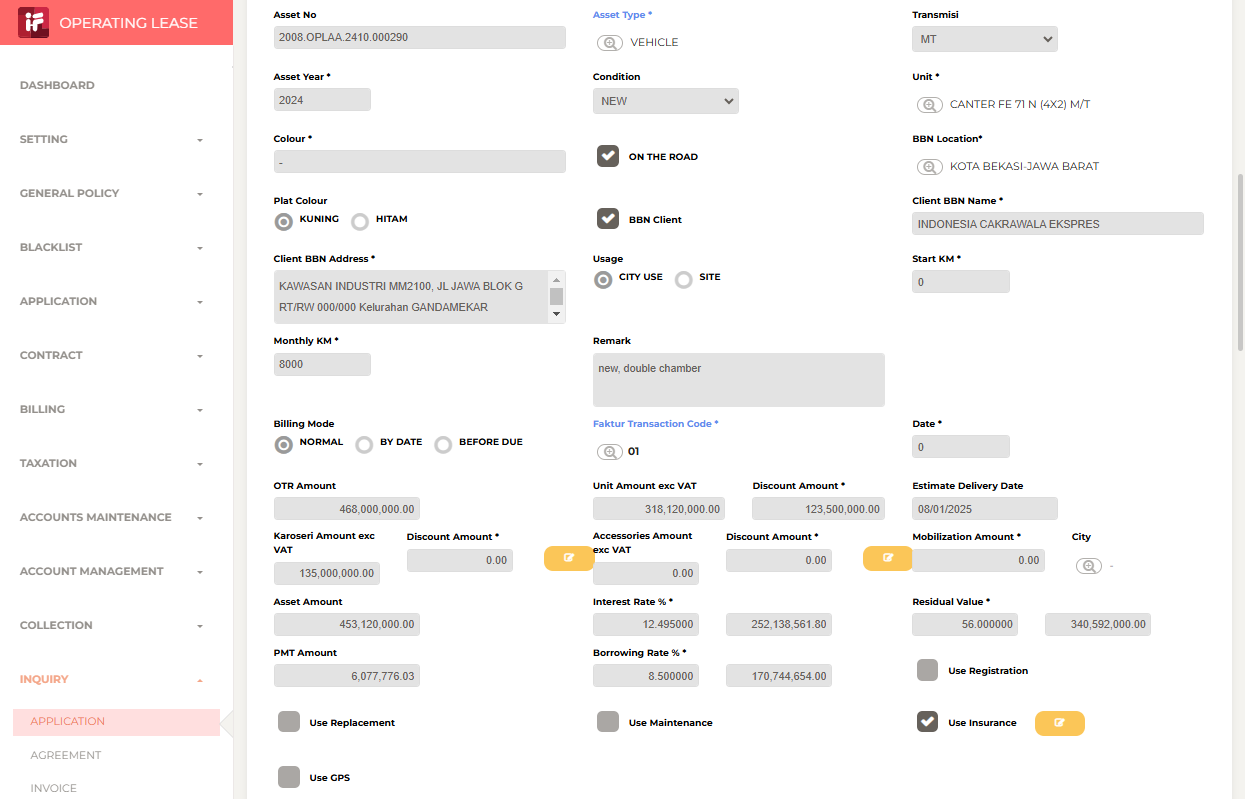 iF OPERATING LEASE
DASHBOARD
SETTING
GENERAL POLICY
BLACKLIST
APPLICATION
CONTRACT
BILLING
TAXATION
ACCOUNTS MAINTENANCE
ACCOUNT MANAGEMENT
COLLECTION
INQUIRY
APPLICATION
AGREEMENT
INVOICE
Asset No
2008.OPLAA.2410.000290
Asset Type *
VEHICLE
Transmisi
MT
Asset Year *
2024
Condition
NEW
Unit *
CANTER FE 71 N (4X2) M/T
Colour *
-
ON THE ROAD
BBN Location*
KOTA BEKASI-JAWA BARAT
Plat Colour
KUNING HITAM
BBN Client
Client BBN Name *
INDONESIA CAKRAWALA EKSPRES
Client BBN Address *
KAWASAN INDUSTRI MM2100, JL JAWA BLOK G
RT/RW 000/000 Kelurahan GANDAMEKAR
Usage
CITY USE SITE
Start KM *
0
Monthly KM *
8000
Remark
new, double chamber
Billing Mode
NORMAL BY DATE BEFORE DUE
Faktur Transaction Code *
01
Date *
0
OTR Amount
468,000,000.00
Unit Amount exc VAT
318,120,000.00
Discount Amount *
123,500,000.00
Estimate Delivery Date
08/01/2025
Karoseri Amount exc
VAT
135,000,000.00
Discount Amount *
0.00
Accessories Amount
exc VAT
0.00
Discount Amount *
0.00
Mobilization Amount *
0.00
City
-
Asset Amount
453,120,000.00
Interest Rate % *
12.495000 252,138,561.80
Residual Value *
56.000000 340,592,000.00
PMT Amount
6,077,776.03
Borrowing Rate % *
8.500000 170,744,654.00
Use Registration
Use Replacement
Use Maintenance
Use Insurance
Use GPS